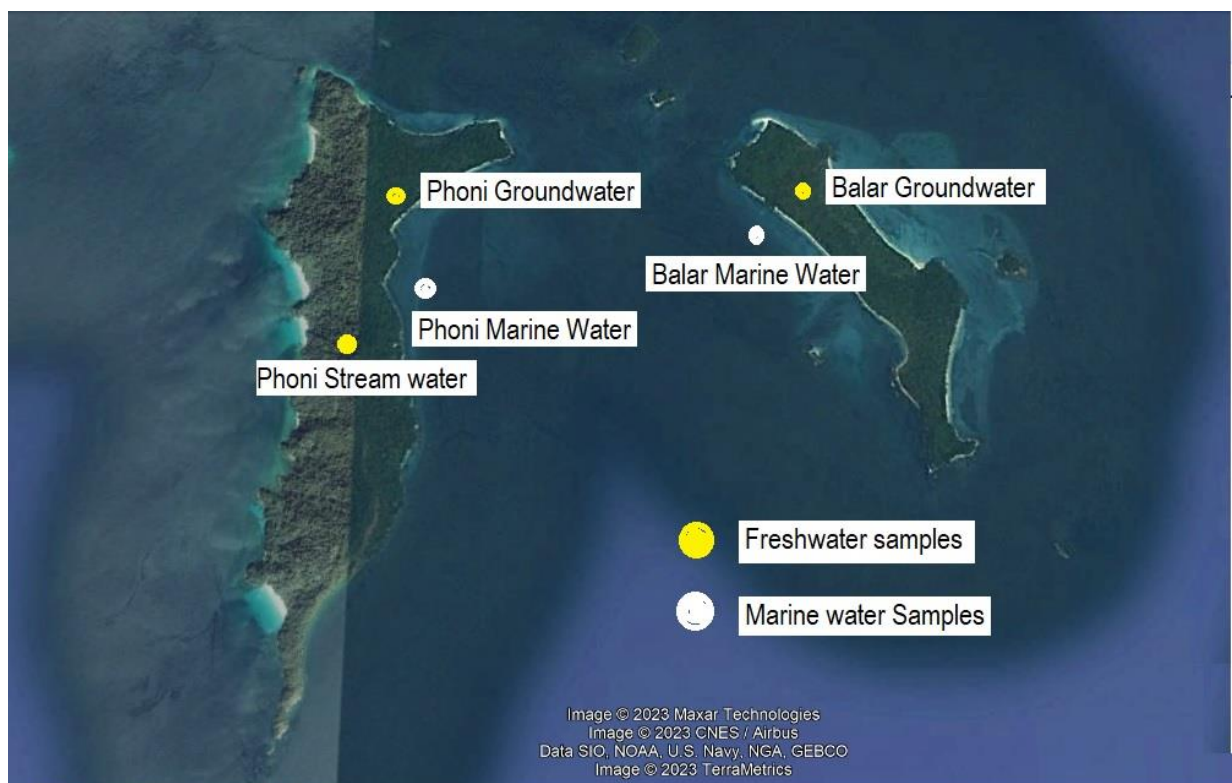 Phoni Groundwater
Balar Groundwater
Balar Marine Water
Phoni Marine Water
Phoni Stream water
Freshwater samples
Marine water Samples
Image © 2023 Maxar Technologies
Image © 2023 CNES / Airbus
Data SIO, NOAA, U.S. Navy, NGA, GEBCO
Image © 2023 TerraMetrics